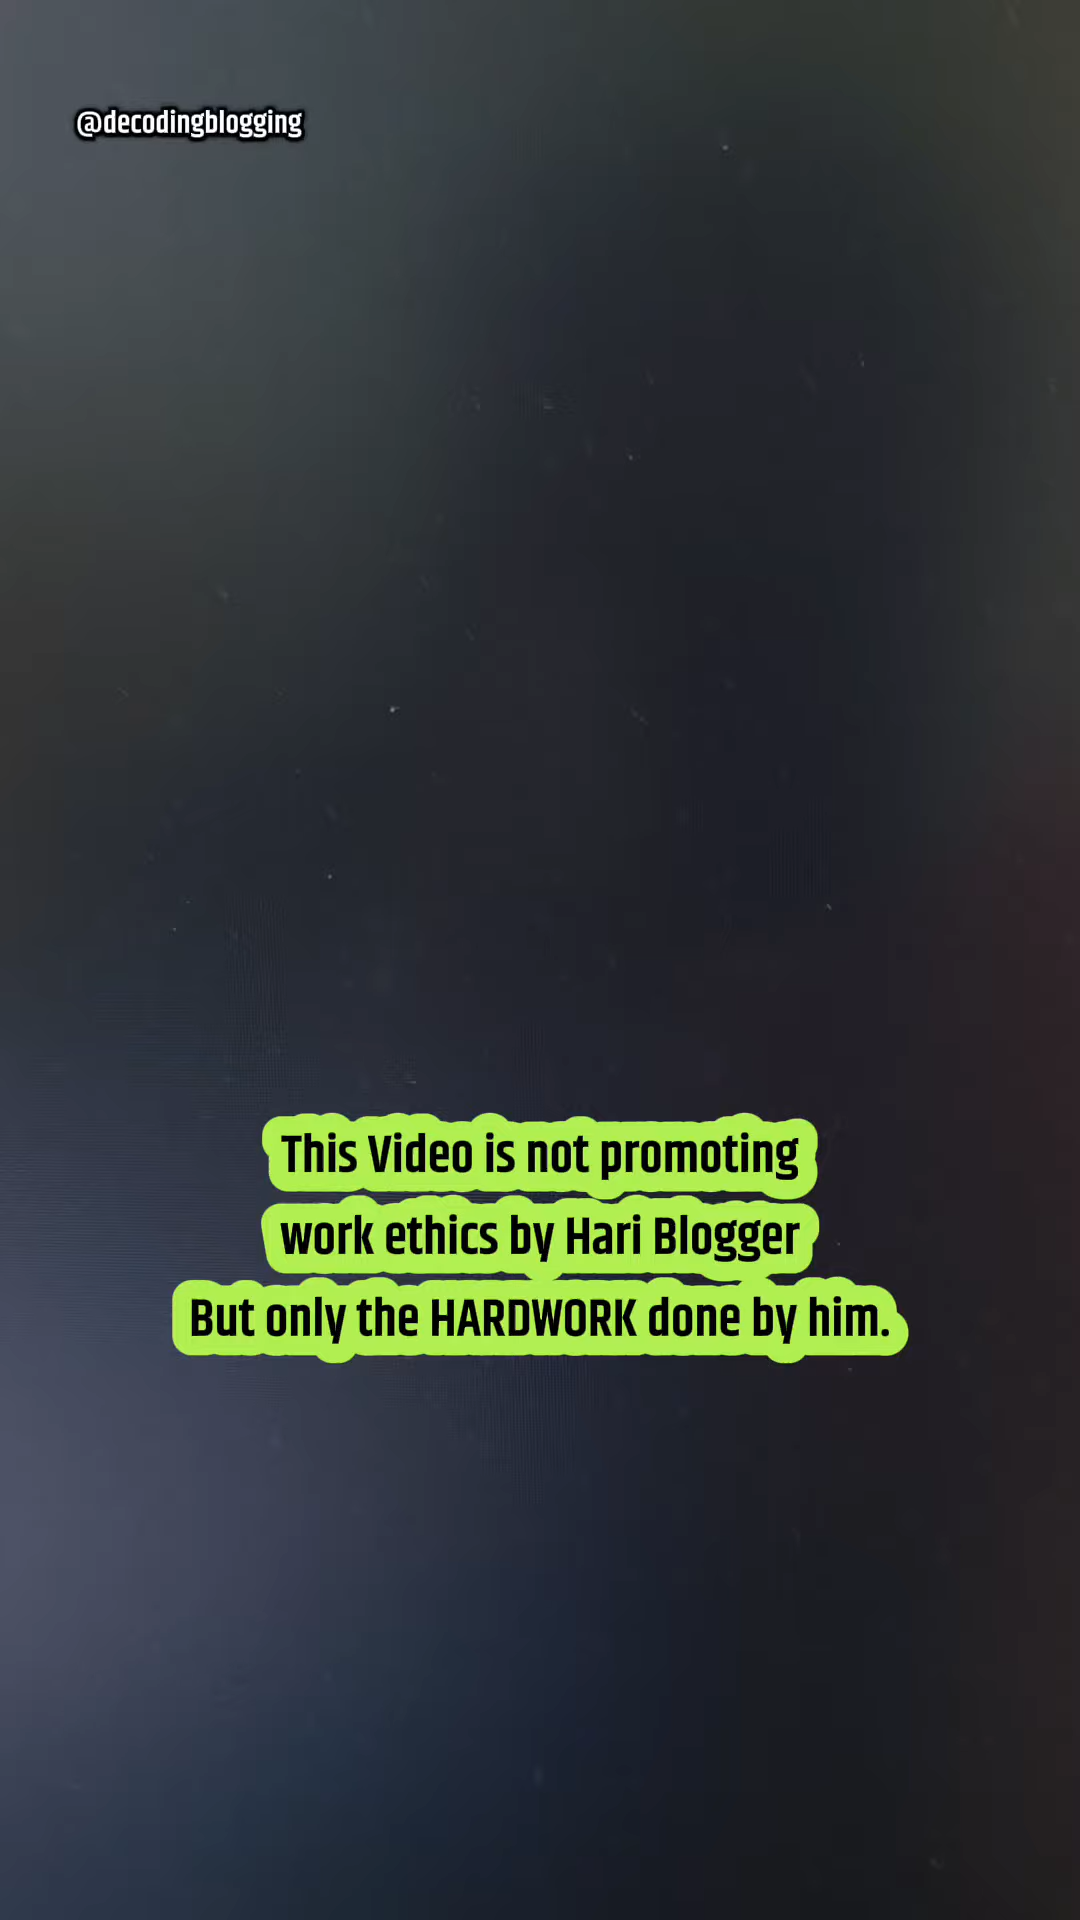 @decodingblogging
This Video is not promoting
work ethics by Hari Blogger
But only the HARDWORK done by him.